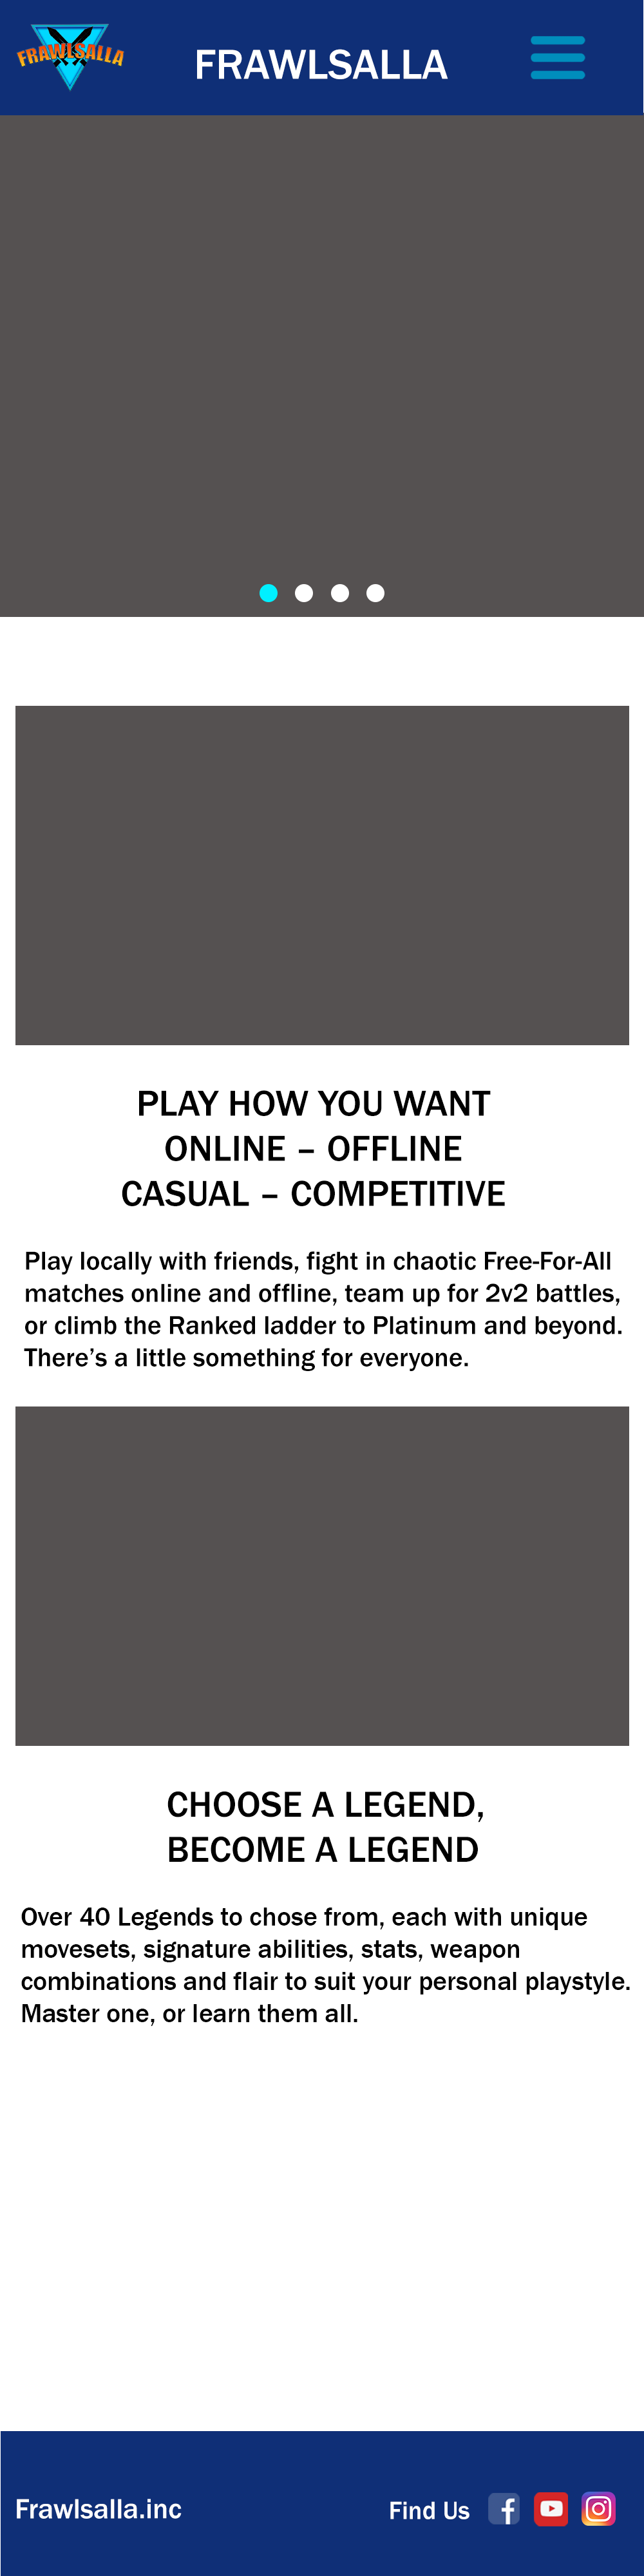 FRAWLSALLA
FRAWLSALLA
PLAY HOW YOU WANT
ONLINE – OFFLINE
CASUAL – COMPETITIVE
Play locally with friends, fight in chaotic Free-For-All
matches online and offline, team up for 2v2 battles,
or climb the Ranked ladder to Platinum and beyond.
There’s a little something for everyone.
CHOOSE A LEGEND,
BECOME A LEGEND
Over 40 Legends to chose from, each with unique
movesets, signature abilities, stats, weapon
combinations and flair to suit your personal playstyle.
Master one, or learn them all.
Frawlsalla.inc
Find Us